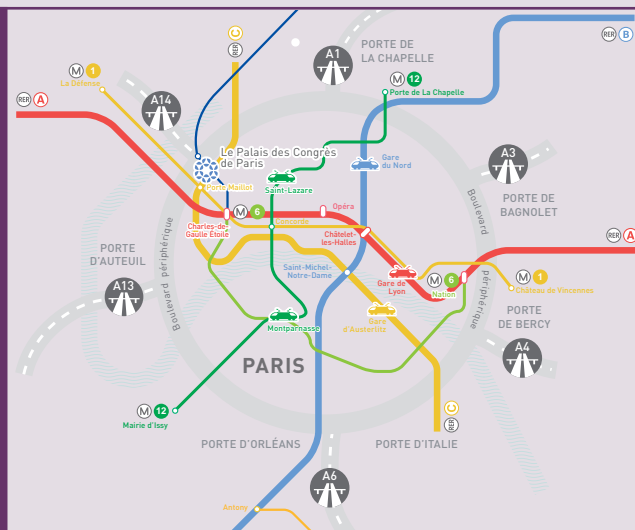 RER
C
A1
PORTE DE
LA CHAPELLE
RER
B
M
1
La Défense
M
12
Porte de La Chapelle
RER
A
A14
Le Palais des Congrès
de Paris
Gare
du Nord
A3
Porte Maillot
Saint-Lazare
PORTE DE
BAGNOLET
Boulevard
périphérique
Charles-de-
Gaulle Étoile
M
6
Opéra
Concorde
Châtelet-
les-Halles
RER
A
PORTE
D'AUTEUIL
Boulevard périphérique
Saint-Michel-
Notre-Dame
Gare de
Lyon
M
6
Nation
M
1
Château de Vincennes
A13
Montparnasse
Gare
d'Austerlitz
PORTE
DE BERCY
A4
PARIS
M
12
Mairie d'Issy
C
RER
PORTE D'ORLÉANS
PORTE D'ITALIE
A6
Antony